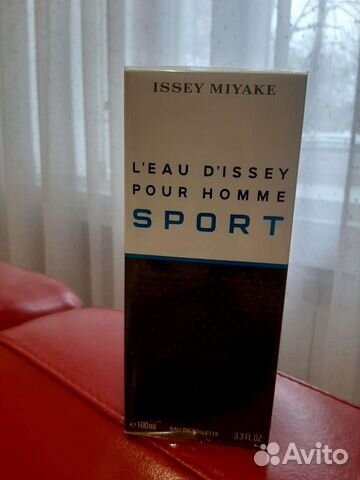 ISSEY MIYAKE
L'EAU D'ISSEY
POUR HOMME
SPORT
℮100ml EAU DE TOILETTE 3.3 FL.OZ.
Avito